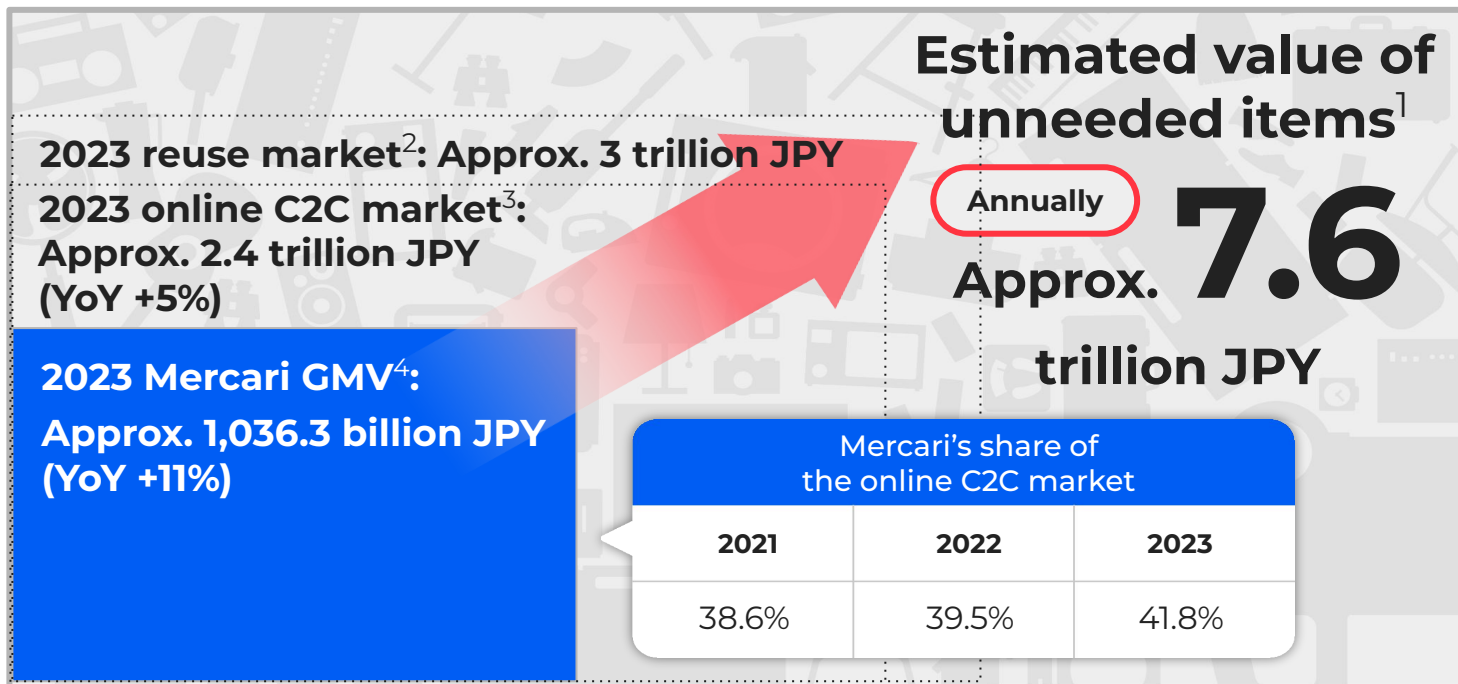 Estimated value of
unneeded items¹
Annually
Approx. 7.6
trillion JPY
2023 reuse market²: Approx. 3 trillion JPY
2023 online C2C market³:
Approx. 2.4 trillion JPY
(YoY +5%)
2023 Mercari GMV⁴:
Approx. 1,036.3 billion JPY
(YoY +11%)
Mercari’s share of
the online C2C market
2021 2022 2023
38.6% 39.5% 41.8%